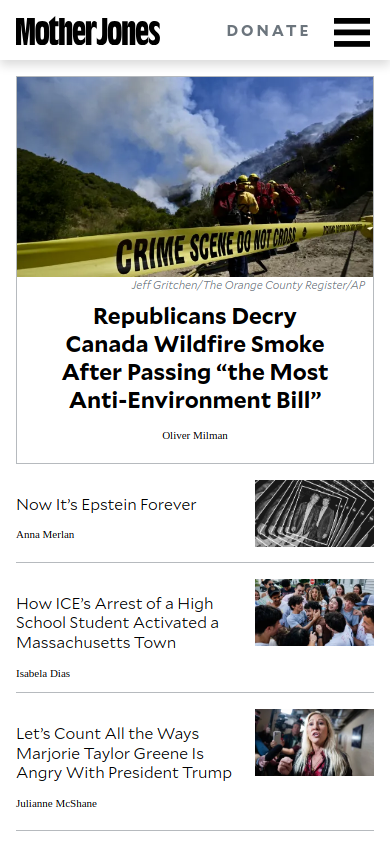 Mother Jones
DONATE
CRIME SCENE DO NOT CROSS
Jeff Gritchen/The Orange County Register/AP
Republicans Decry
Canada Wildfire Smoke
After Passing “the Most
Anti-Environment Bill”
Oliver Milman
Now It’s Epstein Forever
Anna Merlan
How ICE’s Arrest of a High
School Student Activated a
Massachusetts Town
Isabela Dias
Let’s Count All the Ways
Marjorie Taylor Greene Is
Angry With President Trump
Julianne McShane